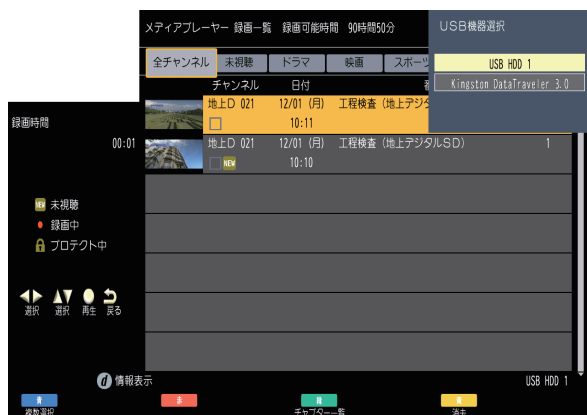 メディアプレーヤー 録画一覧 録画可能時間 90時間50分
USB機器選択
全チャンネル 未視聴 ドラマ 映画 スポーツ
USB HDD 1
Kingston DataTraveler 3.0
チャンネル 日付
地上D 021 12/01 (月) 工程検査 (地上デジタ
10:11
録画時間
00:01
地上D 021 12/01 (月) 工程検査 (地上デジタルSD) 1
NEW 10:10
NEW 未視聴
録画中
プロテクト中
選択 選択 再生 戻る
d 情報表示
USB HDD 1
青 赤 緑 黄
複数選択 チャプター一覧 消去